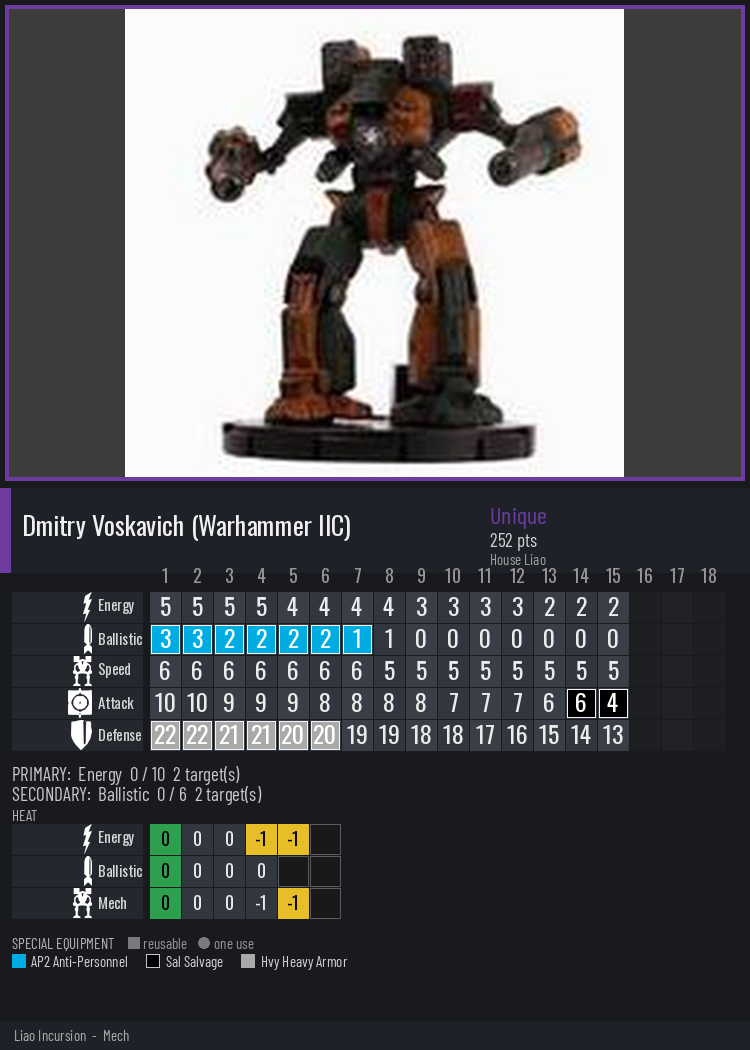 Dmitry Voskavich (Warhammer IIC)
Unique
252 pts
House Liao
1 2 3 4 5 6 7 8 9 10 11 12 13 14 15 16 17 18
Energy 5 5 5 5 4 4 4 4 3 3 3 3 2 2 2
Ballistic 3 3 2 2 2 2 1 1 0 0 0 0 0 0 0
Speed 6 6 6 6 6 6 6 5 5 5 5 5 5 5 5
Attack 10 10 9 9 9 8 8 8 8 7 7 7 6 6 4
Defense 22 22 21 21 20 20 19 19 18 18 17 16 15 14 13
PRIMARY: Energy 0 / 10 2 target(s)
SECONDARY: Ballistic 0 / 6 2 target(s)
HEAT
Energy 0 0 0 -1 -1
Ballistic 0 0 0 0
Mech 0 0 0 -1 -1
SPECIAL EQUIPMENT reusable one use
AP2 Anti-Personnel Sal Salvage Hvy Heavy Armor
Liao Incursion - Mech